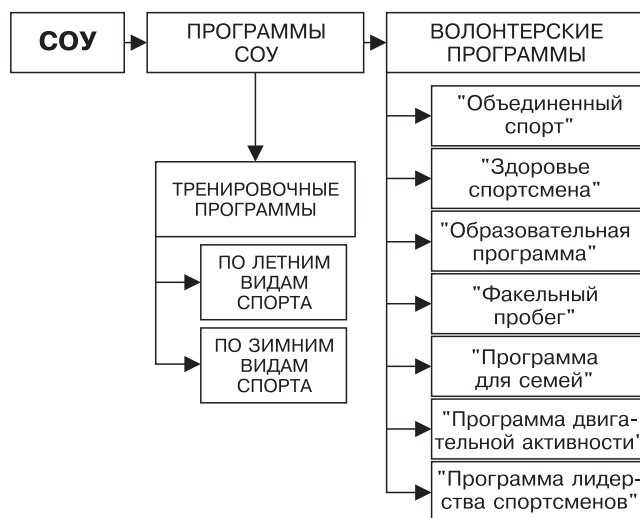 СОУ
ПРОГРАММЫ
СОУ
ВОЛОНТЕРСКИЕ
ПРОГРАММЫ
ТРЕНИРОВОЧНЫЕ
ПРОГРАММЫ
ПО ЛЕТНИМ
ВИДАМ
СПОРТА
ПО ЗИМНИМ
ВИДАМ
СПОРТА
"Объединенный
спорт"
"Здоровье
спортсмена"
"Образовательная
программа"
"Факельный
пробег"
"Программа
для семей"
"Программа двига-
тельной активности"
"Программа лидер-
ства спортсменов"